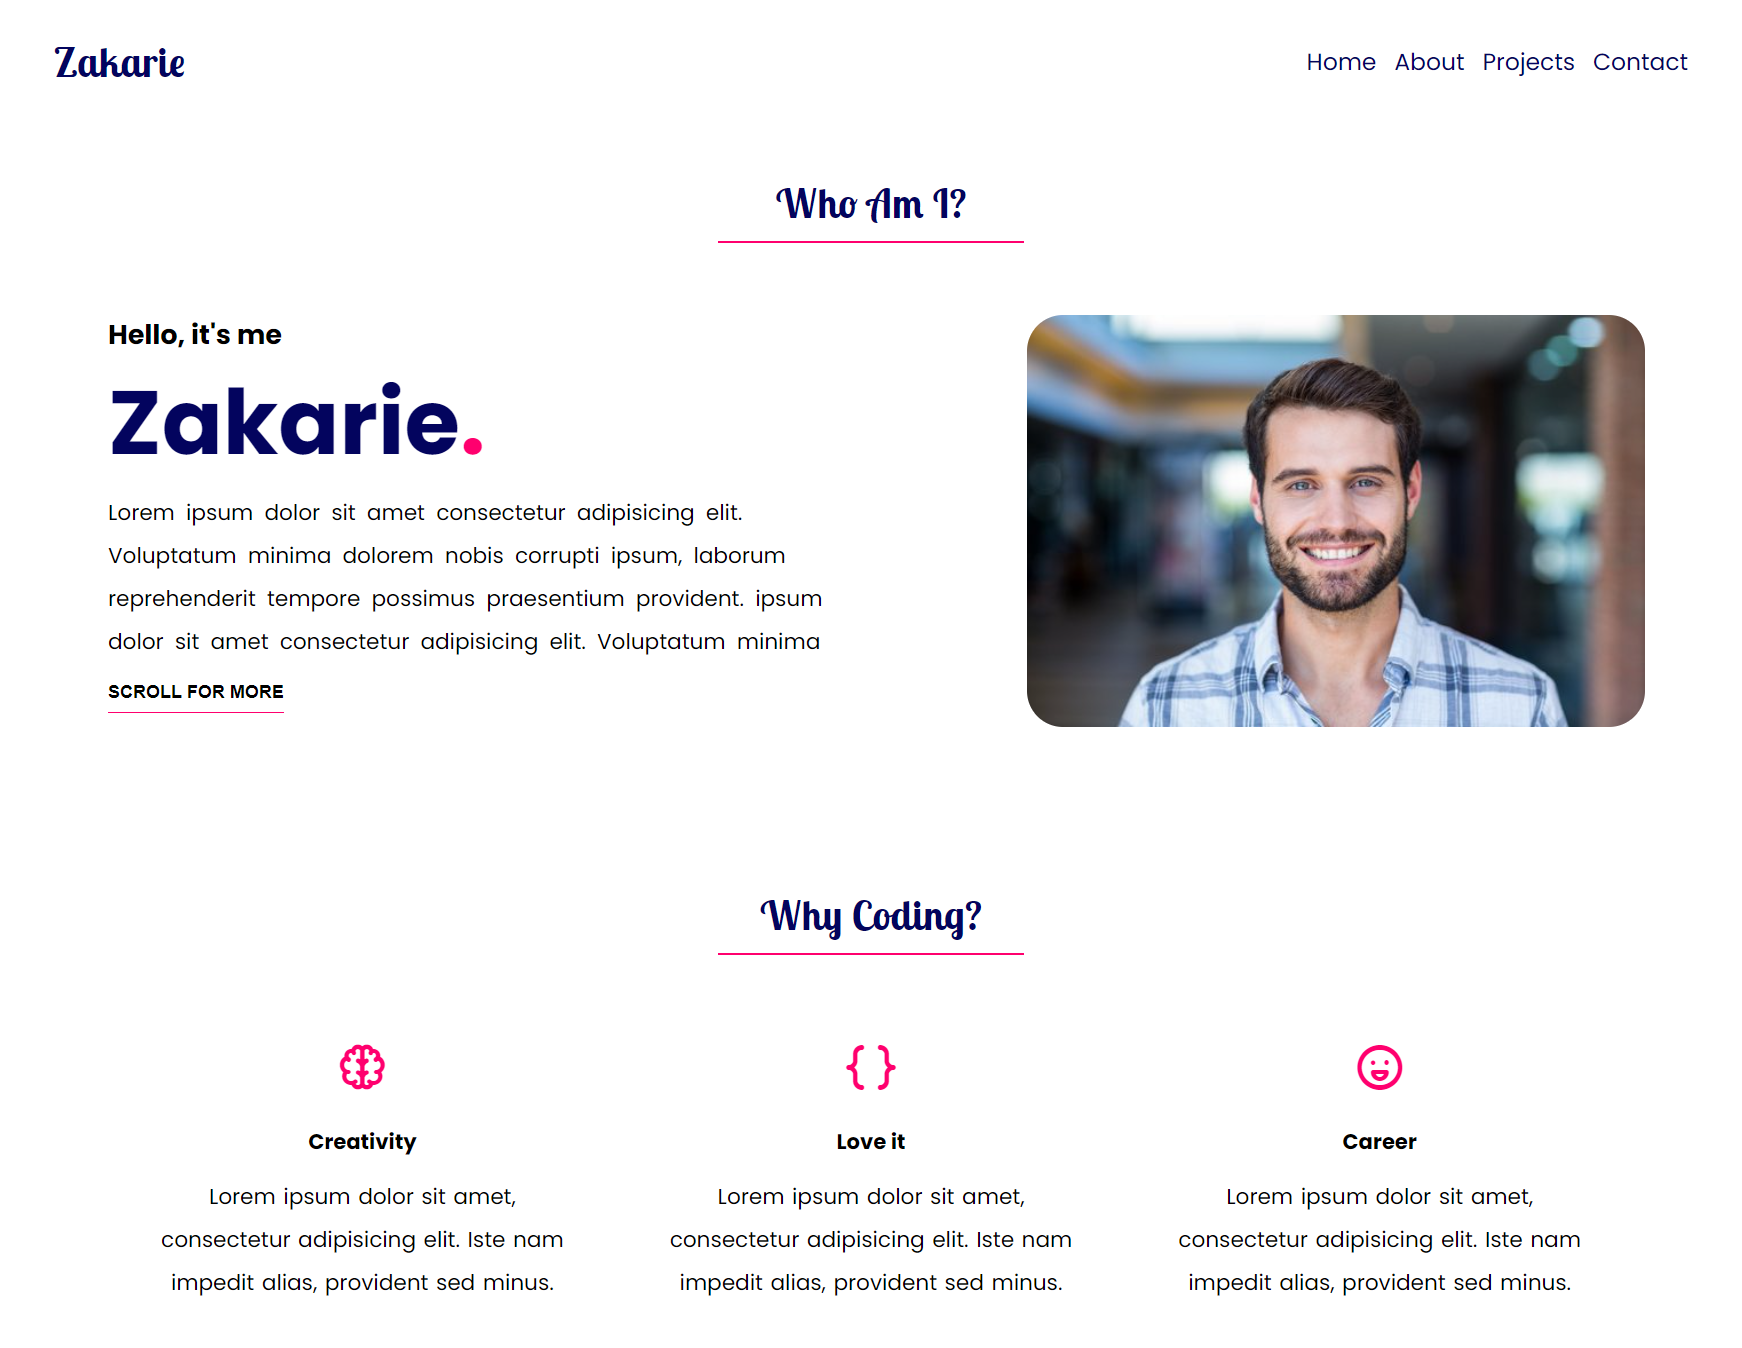 Zakarie
Home About Projects Contact
Who Am I?
Hello, it's me
Zakarie.
Lorem ipsum dolor sit amet consectetur adipisicing elit.
Voluptatum minima dolorem nobis corrupti ipsum, laborum
reprehenderit tempore possimus praesentium provident. ipsum
dolor sit amet consectetur adipisicing elit. Voluptatum minima
SCROLL FOR MORE
Why Coding?
{ }
Creativity
Lorem ipsum dolor sit amet,
consectetur adipisicing elit. Iste nam
impedit alias, provident sed minus.
Love it
Lorem ipsum dolor sit amet,
consectetur adipisicing elit. Iste nam
impedit alias, provident sed minus.
Career
Lorem ipsum dolor sit amet,
consectetur adipisicing elit. Iste nam
impedit alias, provident sed minus.